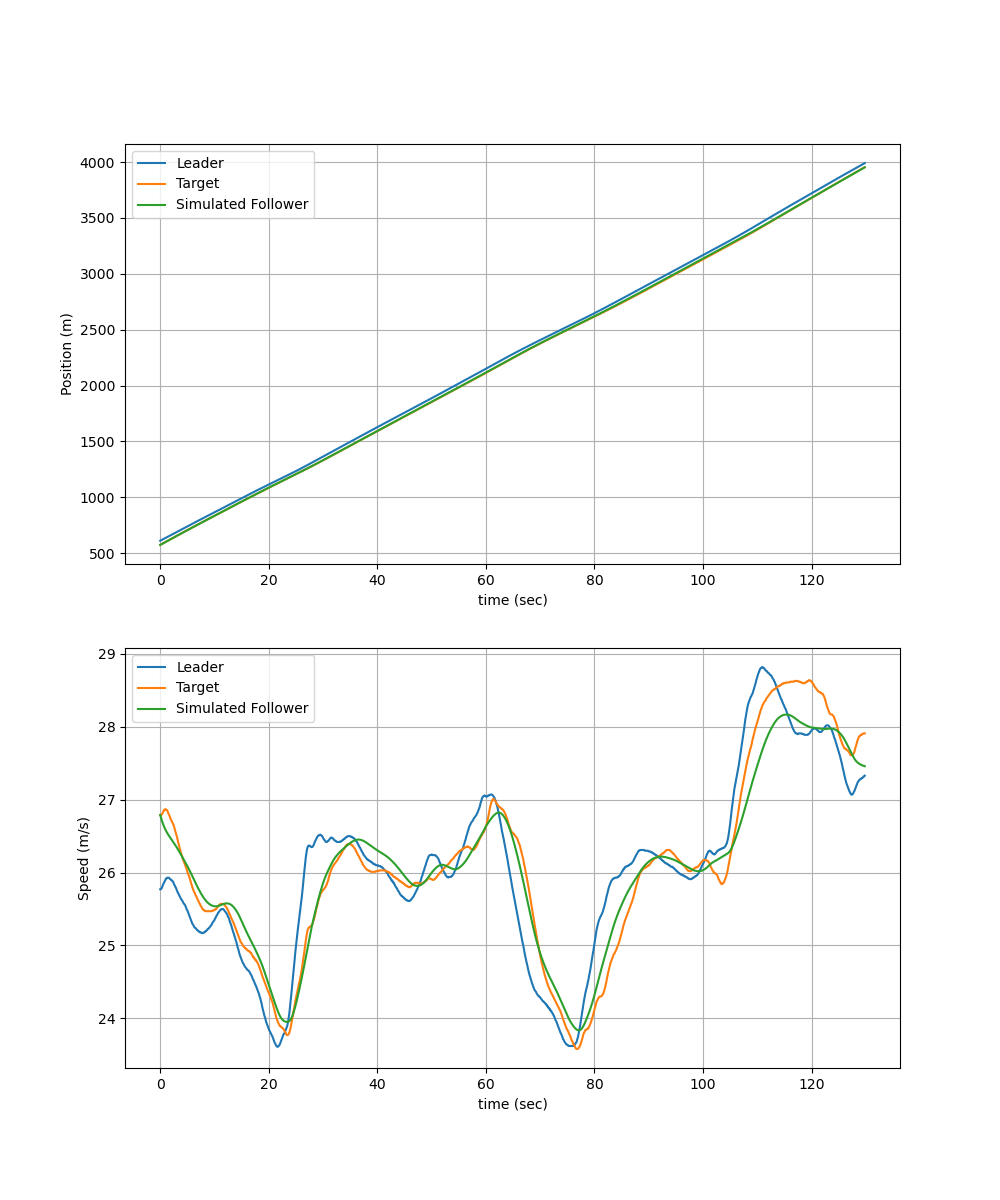 Leader
Target
Simulated Follower
4000
3500
3000
2500
2000
1500
1000
500
Position (m)
0 20 40 60 80 100 120
time (sec)
Leader
Target
Simulated Follower
29
28
27
26
25
24
Speed (m/s)
0 20 40 60 80 100 120
time (sec)